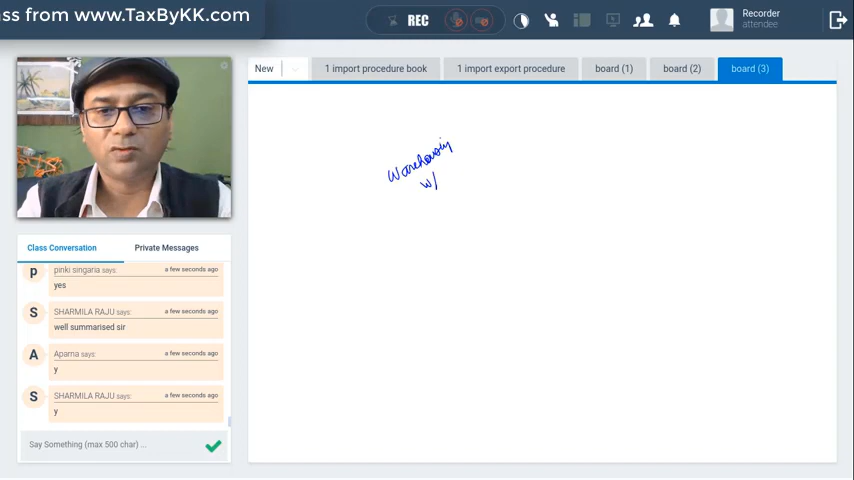 ss from www.TaxByKK.com
REC
Recorder
attendee
New
1 import procedure book
1 import export procedure
board (1)
board (2)
board (3)
Warehousing
w/
Class Conversation
Private Messages
p
pinki singaria says:
a few seconds ago
yes
S
SHARMILA RAJU says:
a few seconds ago
well summarised sir
A
Aparna says:
a few seconds ago
y
S
SHARMILA RAJU says:
a few seconds ago
y
Say Something (max 500 char) ...